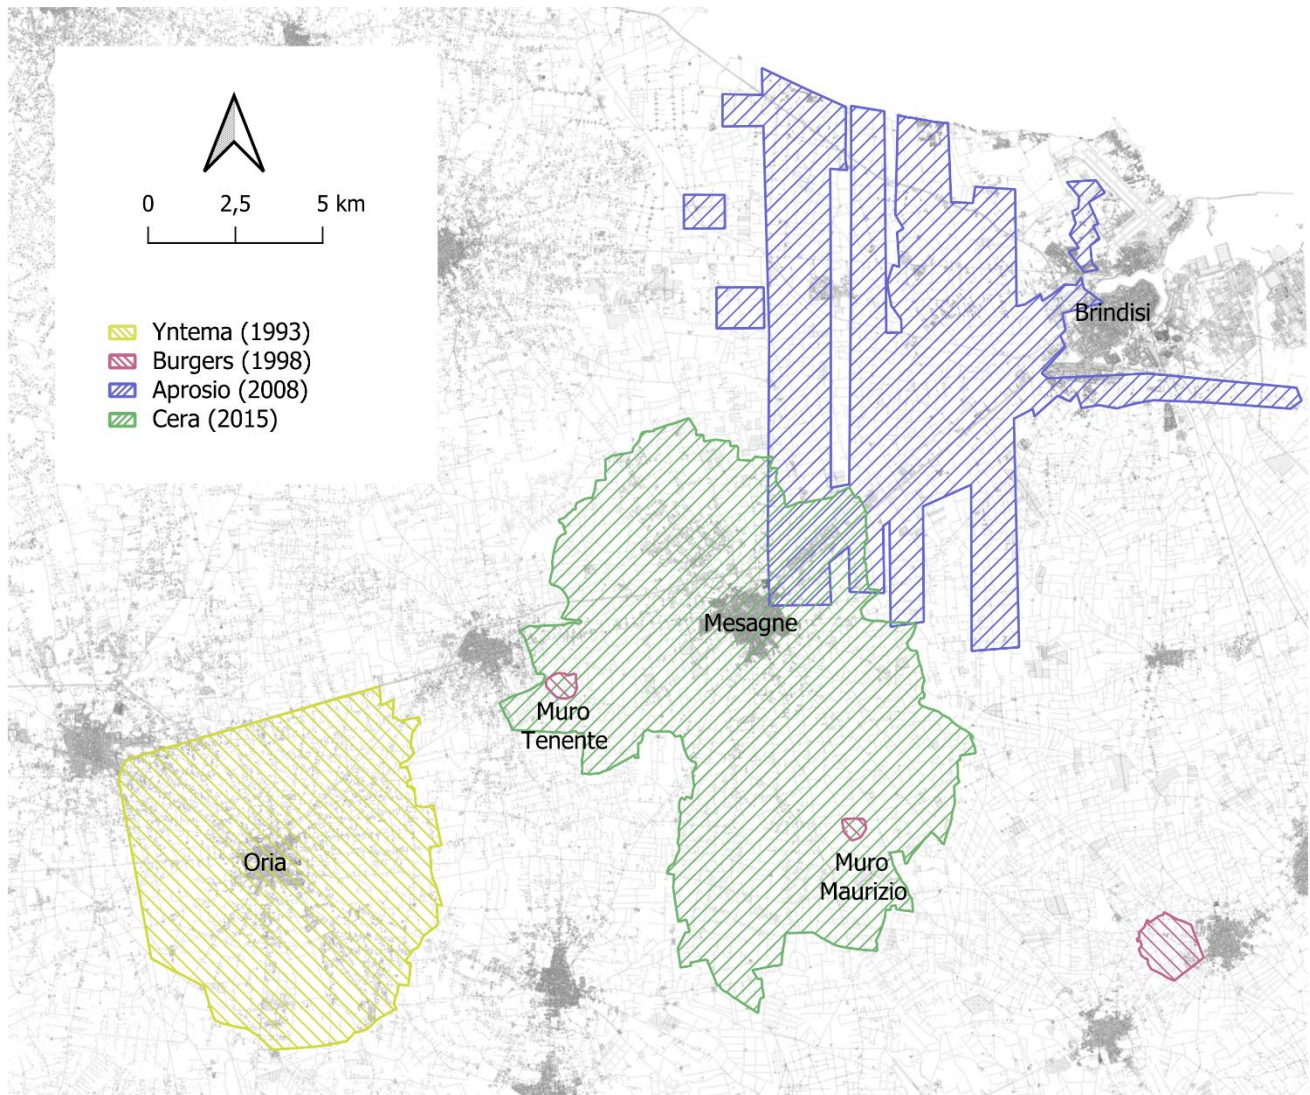 0 2,5 5 km
Yntema (1993)
Burgers (1998)
Aprosio (2008)
Cera (2015)
Brindisi
Mesagne
Muro
Tenente
Oria
Muro
Maurizio